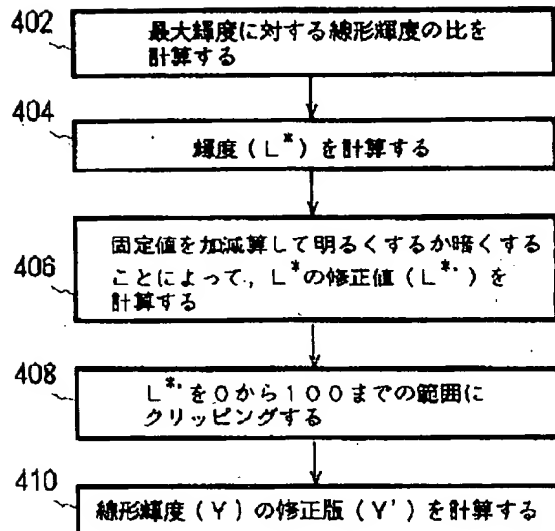 402
最大輝度に対する線形輝度の比を
計算する
404
輝度(L*)を計算する
406
固定値を加減算して明るくするか暗くする
ことによって,L*の修正値(L*')を
計算する
408
L*'を0から100までの範囲に
クリッピングする
410
線形輝度(Y)の修正版(Y')を計算する